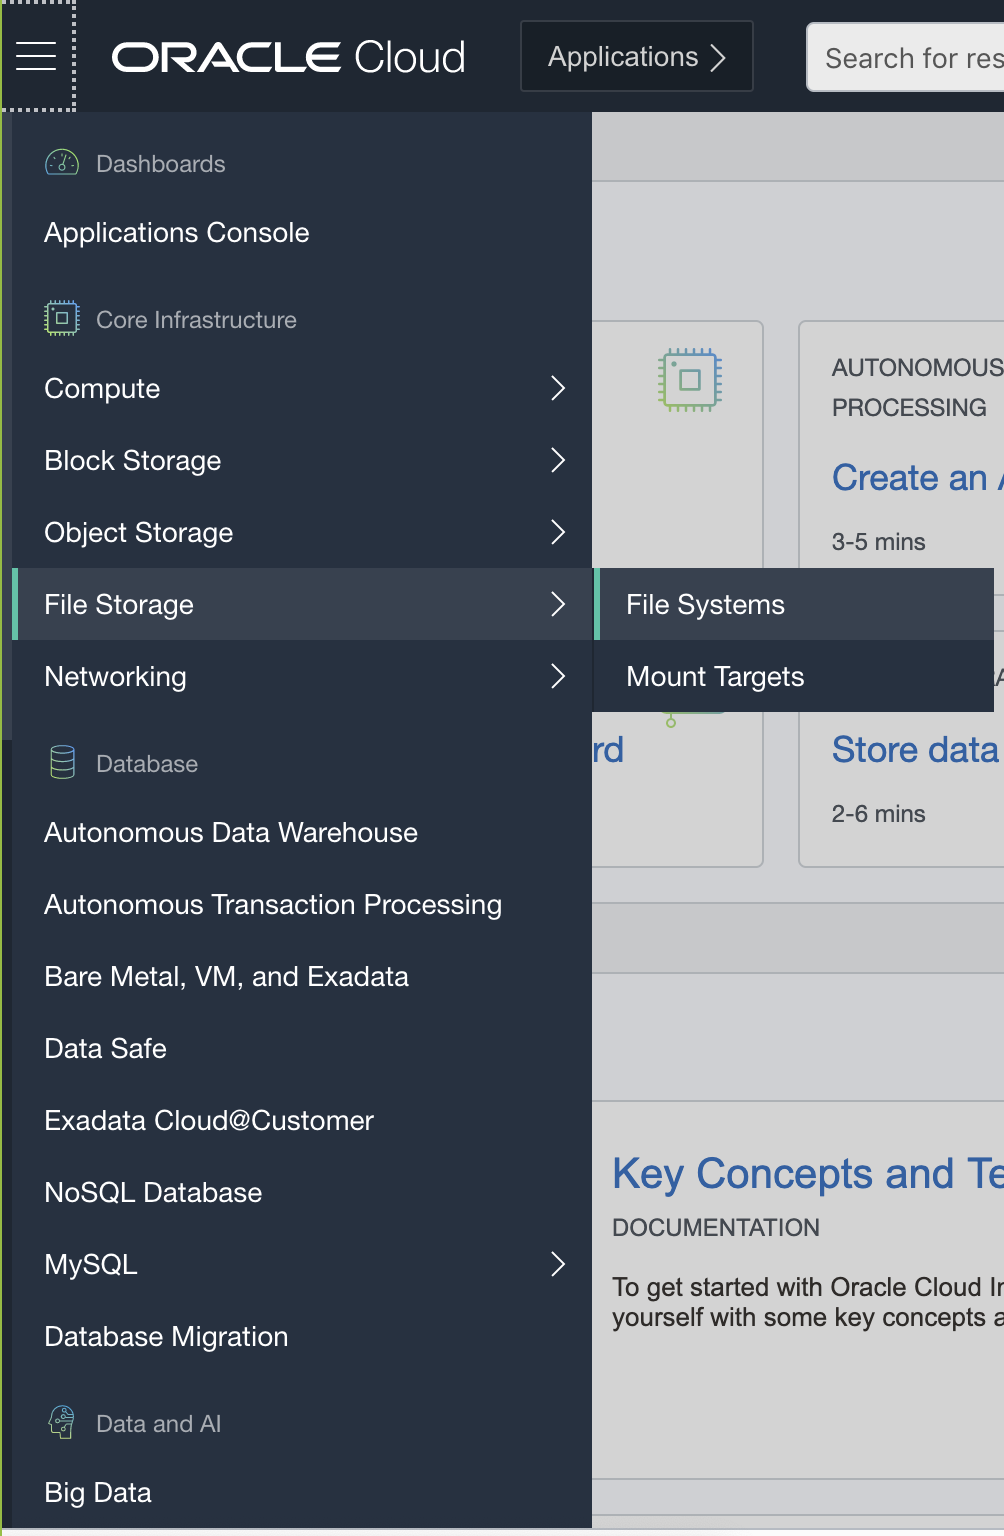 ORACLE Cloud
Applications
Search for res
Dashboards
Applications Console
Core Infrastructure
Compute
Block Storage
Object Storage
File Storage
Networking
File Systems
Mount Targets
Database
Autonomous Data Warehouse
Autonomous Transaction Processing
Bare Metal, VM, and Exadata
Data Safe
Exadata Cloud@Customer
NoSQL Database
MySQL
Database Migration
Data and AI
Big Data
AUTONOMOUS
PROCESSING
Create an
3-5 mins
rd
Store data
2-6 mins
Key Concepts and Te
DOCUMENTATION
To get started with Oracle Cloud In
yourself with some key concepts a